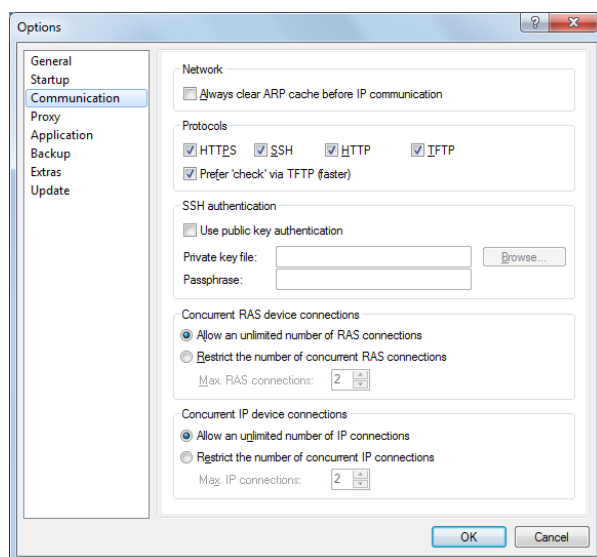 Options
General
Startup
Communication
Proxy
Application
Backup
Extras
Update
Network
Always clear ARP cache before IP communication
Protocols
HTTPS SSH HTTP TFTP
Prefer 'check' via TFTP (faster)
SSH authentication
Use public key authentication
Private key file: Browse...
Passphrase:
Concurrent RAS device connections
Allow an unlimited number of RAS connections
Restrict the number of concurrent RAS connections
Max. RAS connections: 2
Concurrent IP device connections
Allow an unlimited number of IP connections
Restrict the number of concurrent IP connections
Max. IP connections: 2
OK Cancel